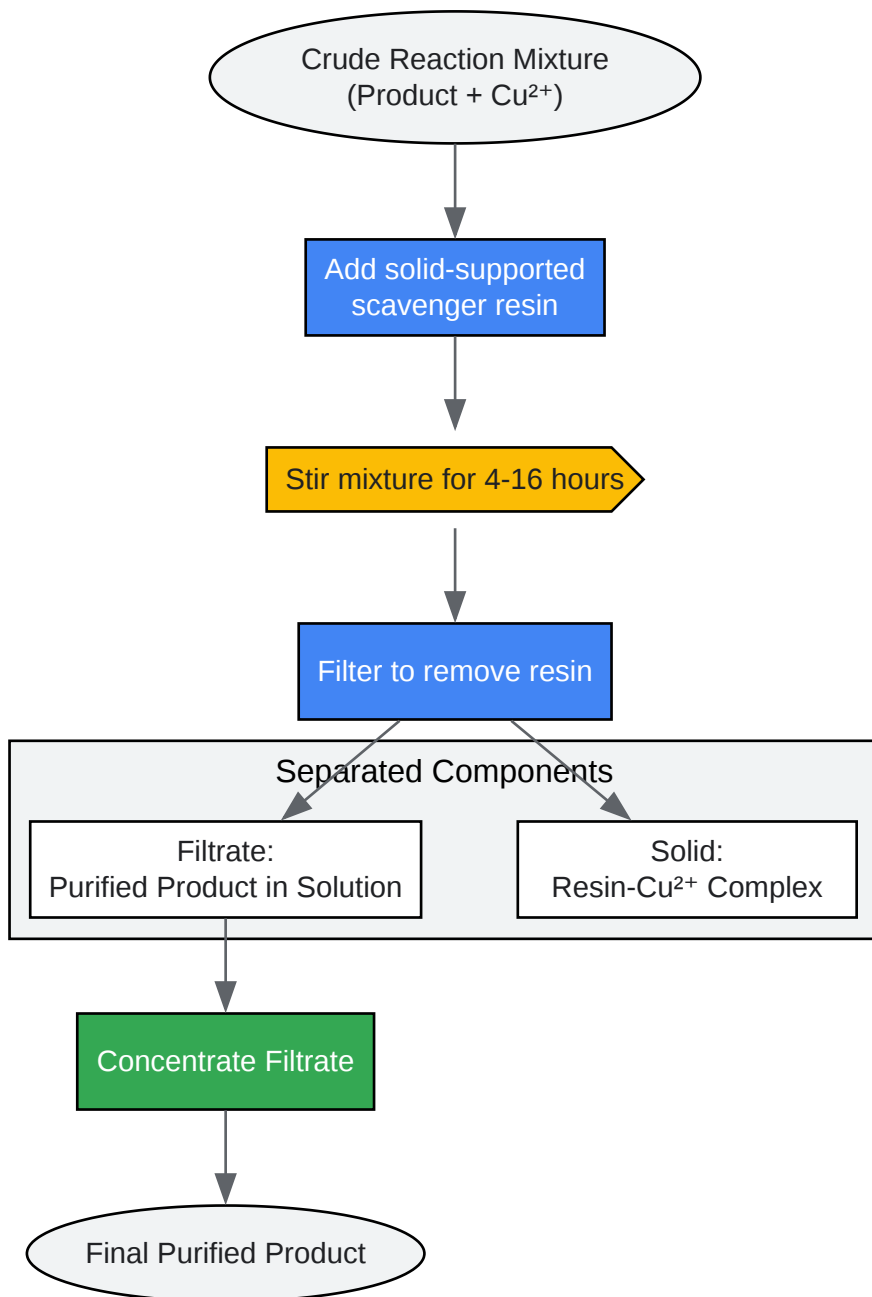 Crude Reaction Mixture
(Product + Cu²⁺)
Add solid-supported
scavenger resin
Stir mixture for 4-16 hours
Filter to remove resin
Separated Components
Filtrate:
Purified Product in Solution
Solid:
Resin-Cu²⁺ Complex
Concentrate Filtrate
Final Purified Product